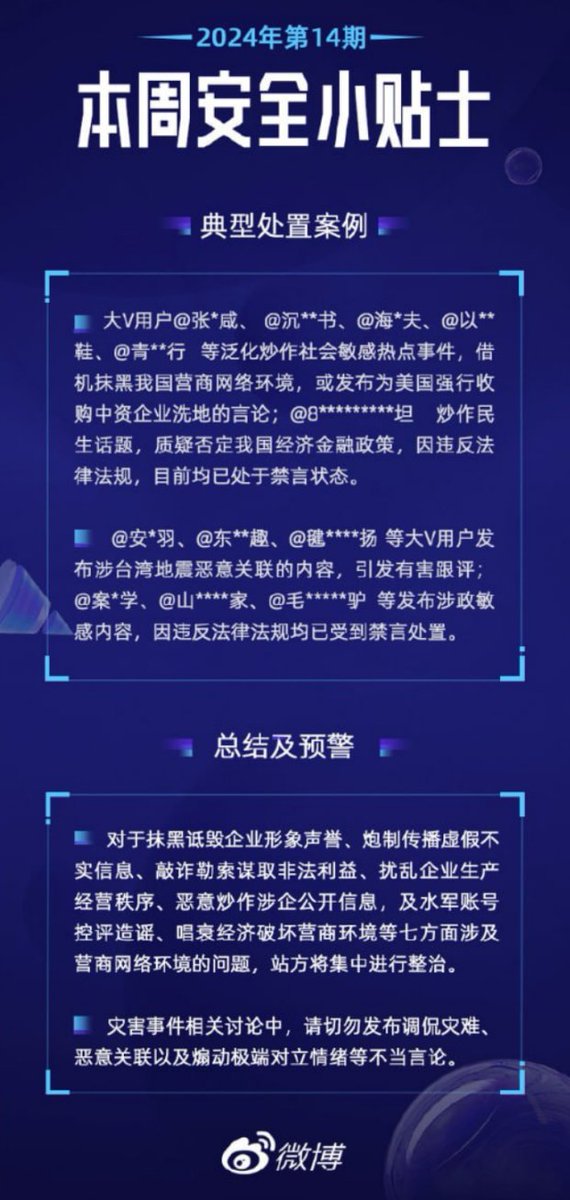 2024年第14期
本周安全小贴士
典型处置案例
大V用户@张*咸、 @沉**书、@海*夫、@以**
鞋、@青**行 等泛化炒作社会敏感热点事件，借
机抹黑我国营商网络环境，或发布为美国强行收
购中资企业洗地的言论；@8*********坦 炒作民
生话题，质疑否定我国经济金融政策，因违反法
律法规，目前均已处于禁言状态。
@安*羽、@东**趣、@毽****扬 等大V用户发
布涉台湾地震恶意关联的内容，引发有害跟评；
@案*学、@山****家、@毛*****驴 等发布涉政敏
感内容，因违反法律法规均已受到禁言处置。
总结及预警
对于抹黑诋毁企业形象声誉、炮制传播虚假不
实信息、敲诈勒索谋取非法利益、扰乱企业生产
经营秩序、恶意炒作涉企公开信息，及水军账号
控评造谣、唱衰经济破坏营商环境等七方面涉及
营商网络环境的问题，站方将集中进行整治。
灾害事件相关讨论中，请切勿发布调侃灾难、
恶意关联以及煽动极端对立情绪等不当言论。
微博